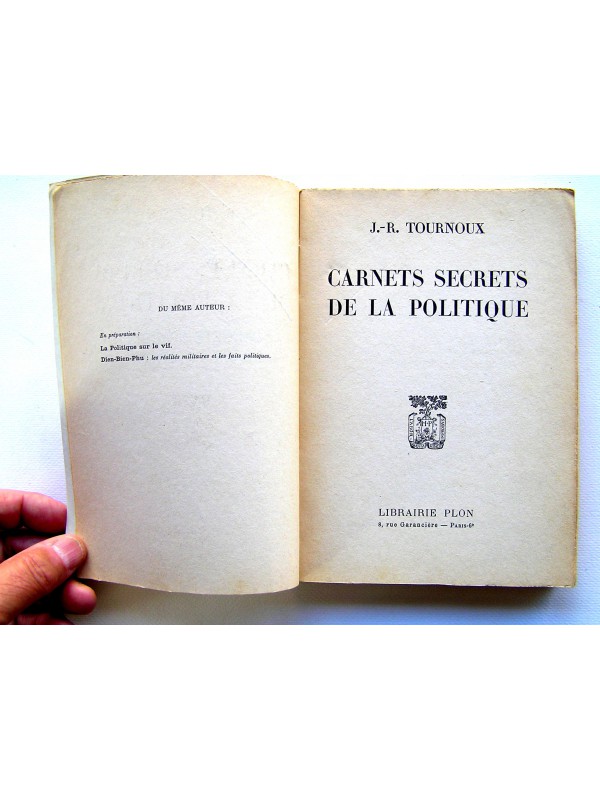 DU MÊME AUTEUR :
En préparation :
La Politique sur le vif.
Dien-Bien-Phu : les réalités militaires et les faits politiques.
J.-R. TOURNOUX
CARNETS SECRETS
DE LA POLITIQUE
LIBRAIRIE PLON
8, rue Garancière — PARIS-6e